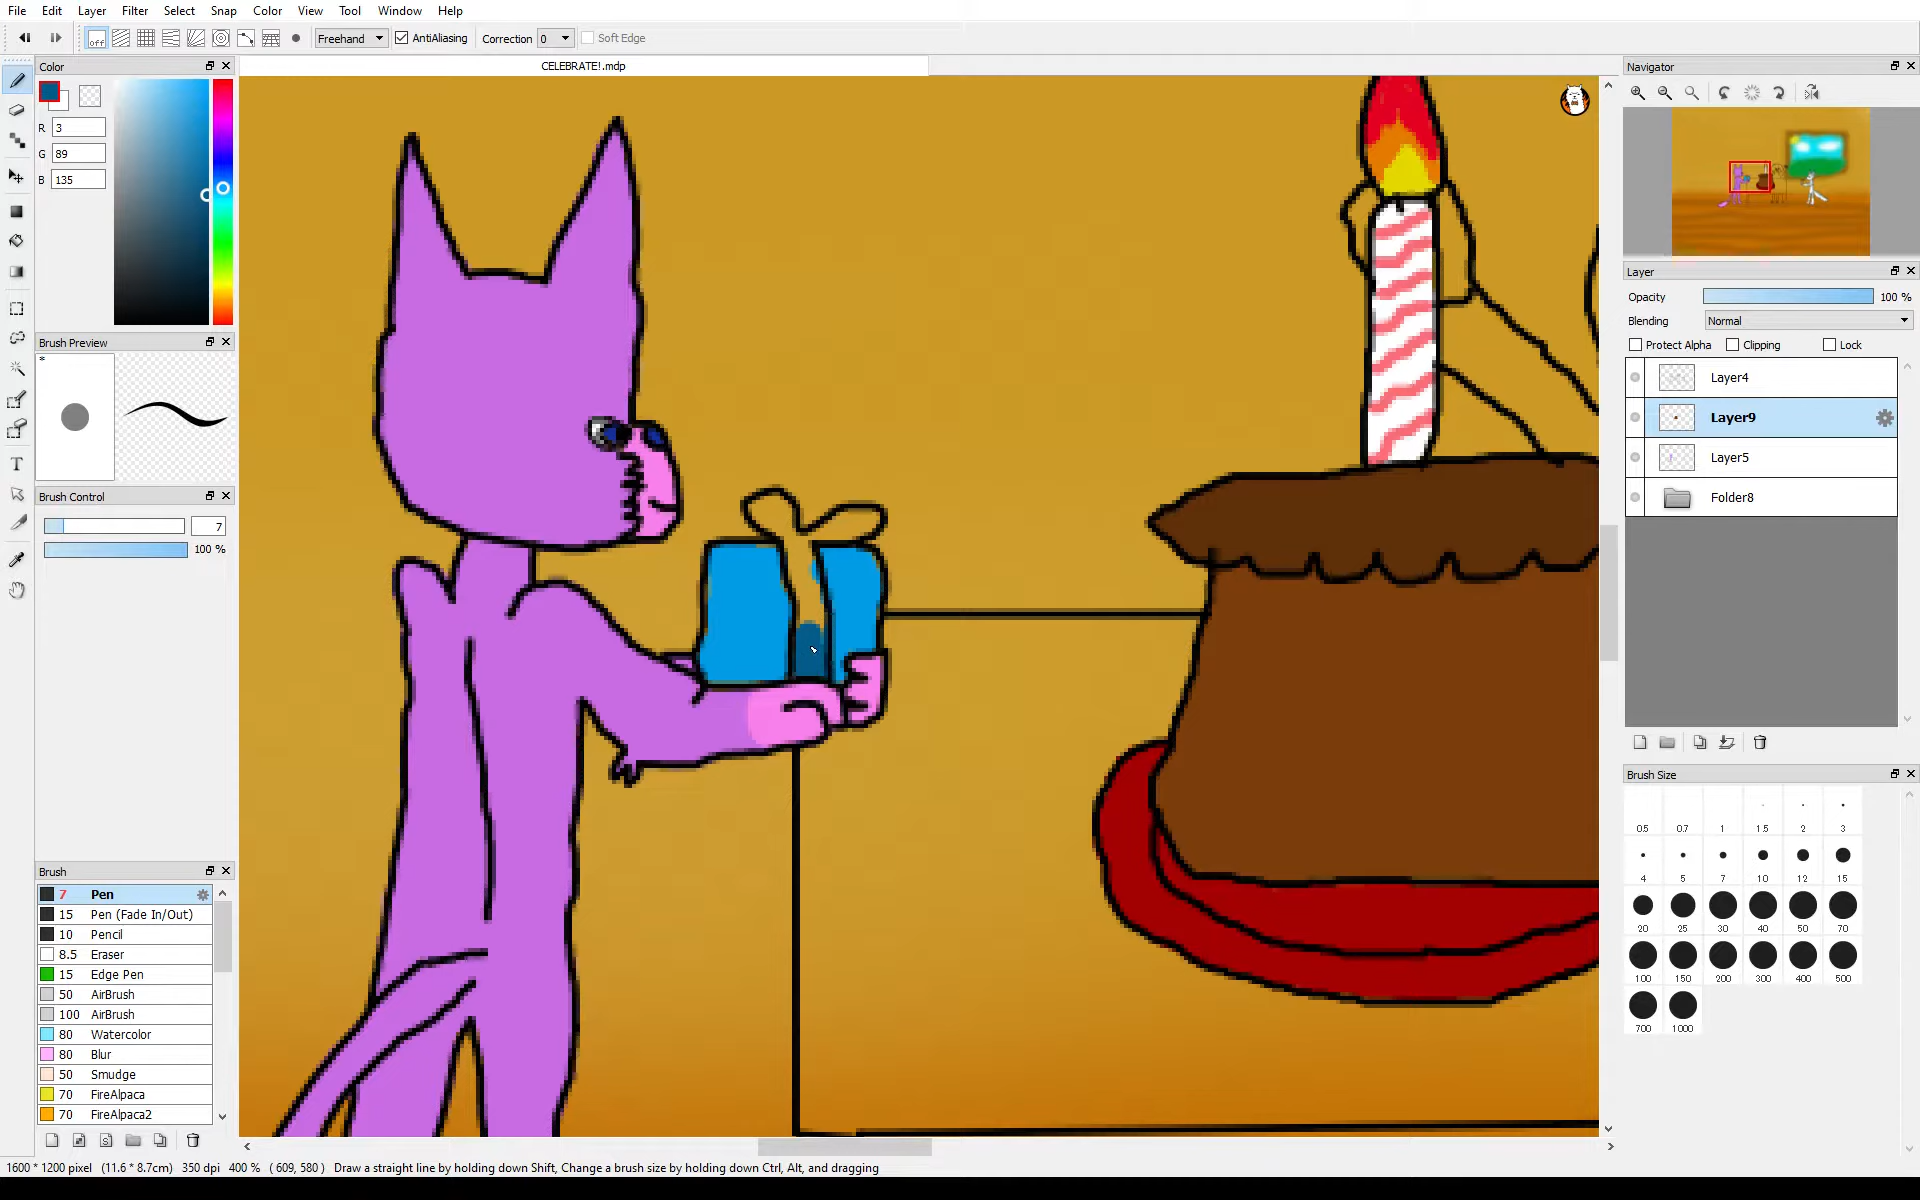 File Edit Layer Filter Select Snap Color View Tool Window Help
off Freehand AntiAliasing Correction 0 Soft Edge
Color
CELEBRATE!.mdp
Navigator
R 3
G 89
B 135
Layer
Opacity 100 %
Blending Normal
Protect Alpha Clipping Lock
Brush Preview
*
Layer4
Layer9
Layer5
Folder8
Brush Control
7
100 %
Brush Size
0.5 0.7 1 1.5 2 3
4 5 7 10 12 15
20 25 30 40 50 70
100 150 200 300 400 500
700 1000
Brush
7 Pen
15 Pen (Fade In/Out)
10 Pencil
8.5 Eraser
15 Edge Pen
50 AirBrush
100 AirBrush
80 Watercolor
80 Blur
50 Smudge
70 FireAlpaca
70 FireAlpaca2
1600 * 1200 pixel (11.6 * 8.7cm) 350 dpi 400 % ( 609, 580 ) Draw a straight line by holding down Shift, Change a brush size by holding down Ctrl, Alt, and dragging